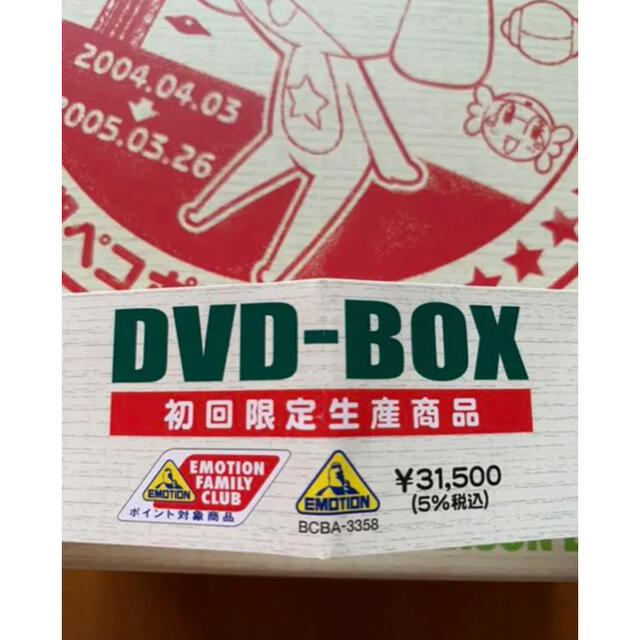 2004.04.03
2005.03.26
ペコポ
DVD-BOX
初回限定生産商品
EMOTION
FAMILY
CLUB
EMOTION
ポイント対象商品
EMOTION
BCBA-3358
¥31,500
(5%税込)